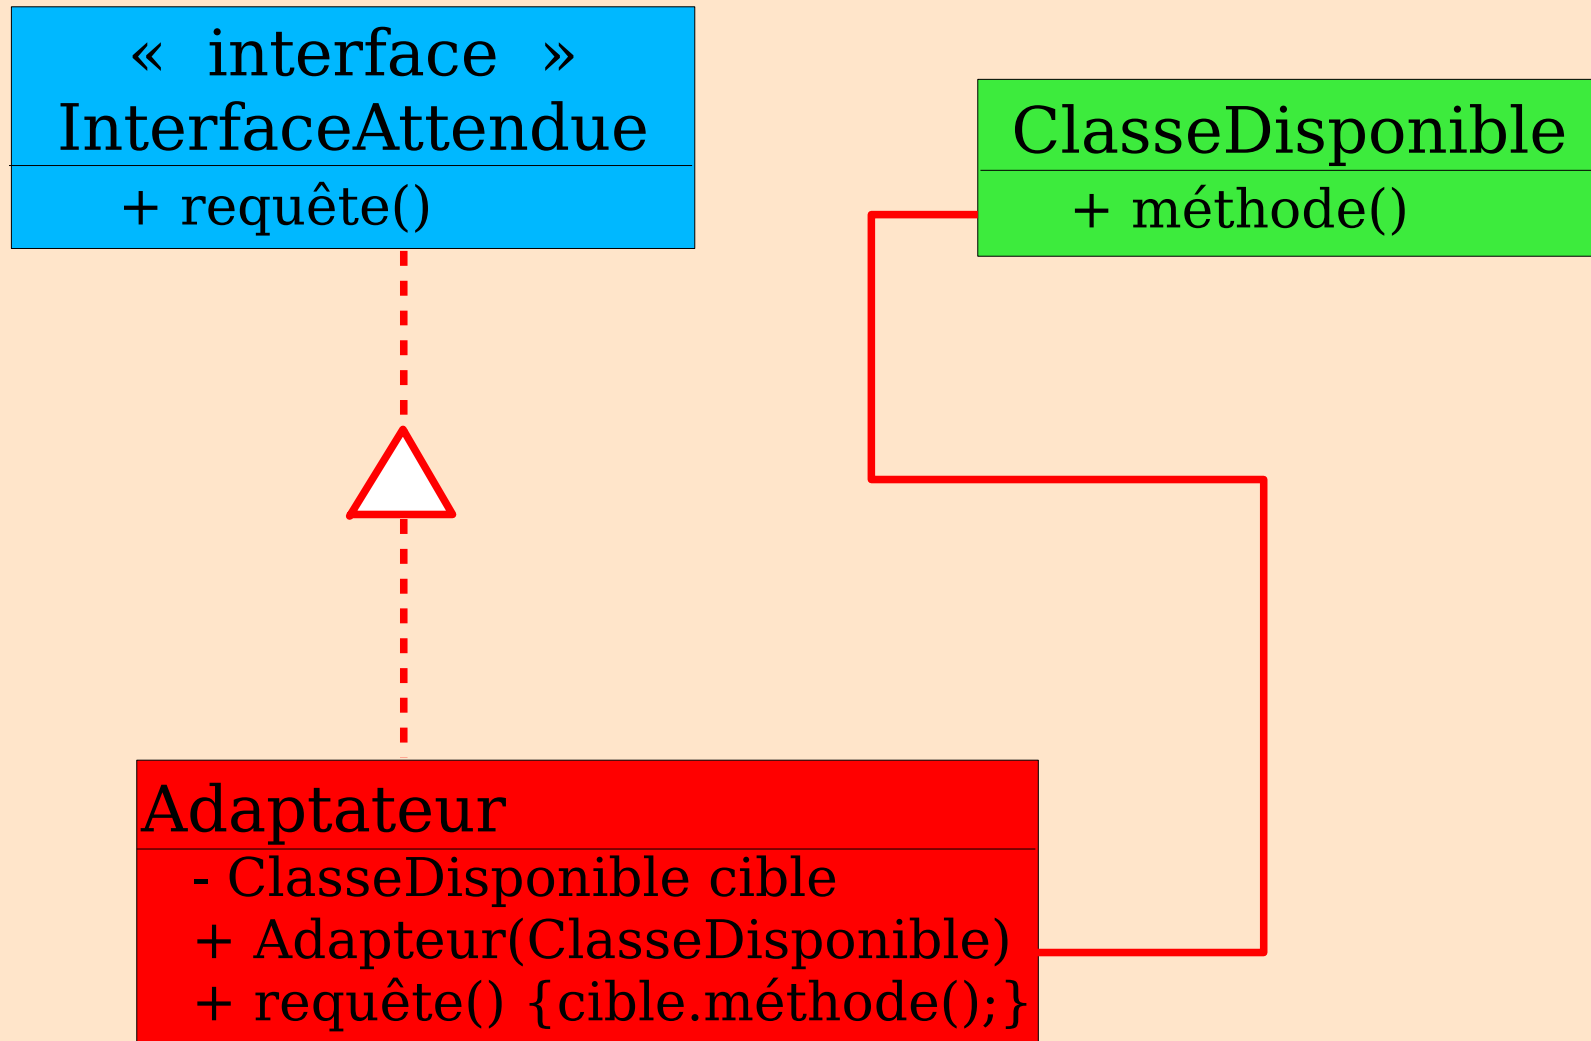 «  interface  »
InterfaceAttendue
+ requête()
ClasseDisponible
+ méthode()
Adaptateur
- ClasseDisponible cible
+ Adapteur(ClasseDisponible)
+ requête() {cible.méthode();}